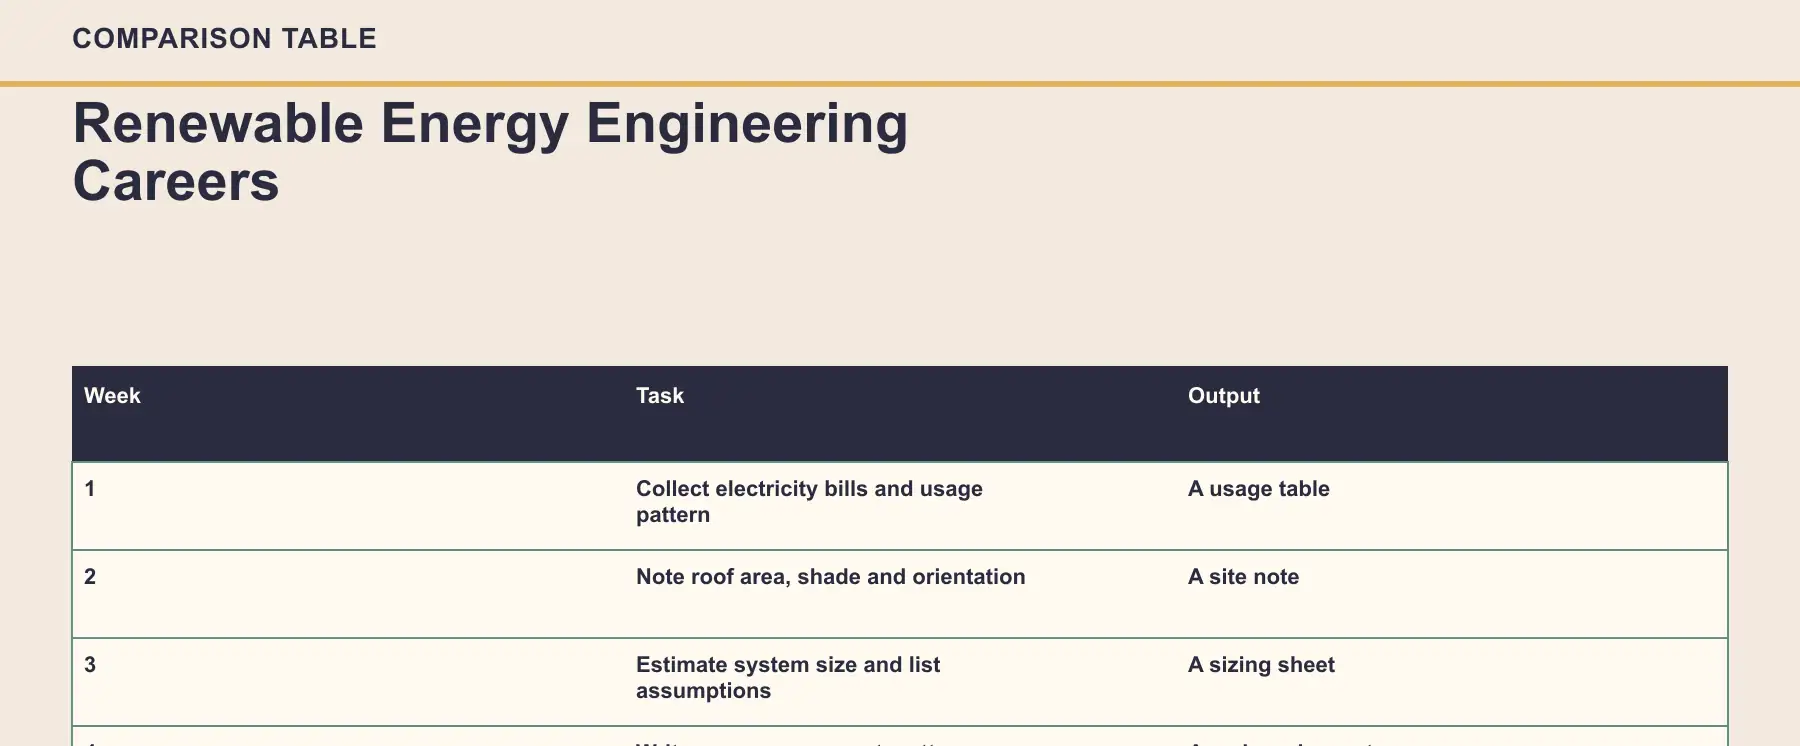 COMPARISON TABLE
Renewable Energy Engineering
Careers
Week Task Output
1 Collect electricity bills and usage A usage table
pattern
2 Note roof area, shade and orientation A site note
3 Estimate system size and list A sizing sheet
assumptions